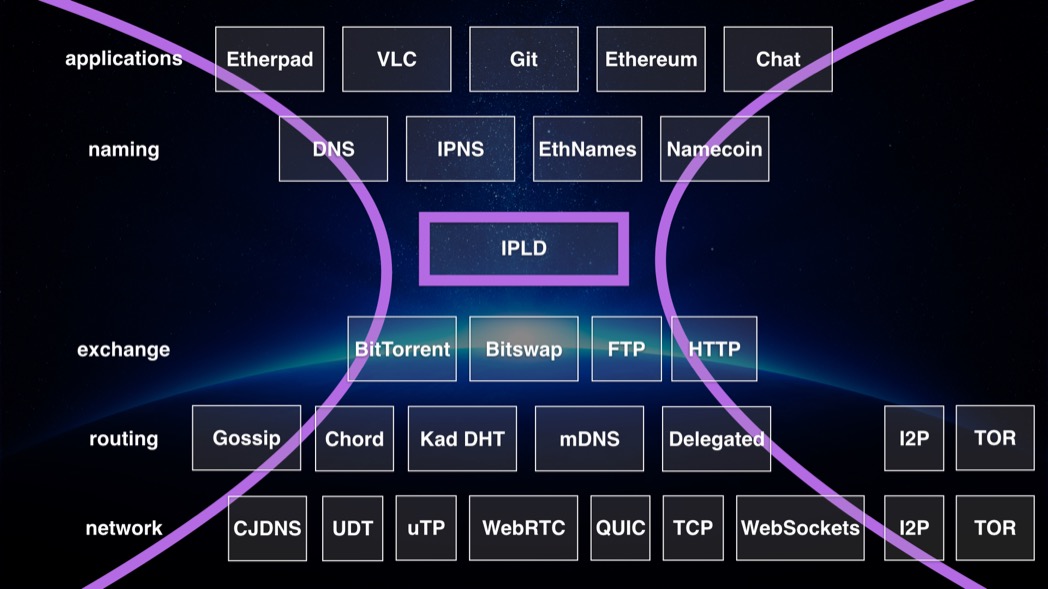 applications Etherpad VLC Git Ethereum Chat
naming DNS IPNS EthNames Namecoin
IPLD
exchange BitTorrent Bitswap FTP HTTP
routing Gossip Chord Kad DHT mDNS Delegated I2P TOR
network CJDNS UDT uTP WebRTC QUIC TCP WebSockets I2P TOR